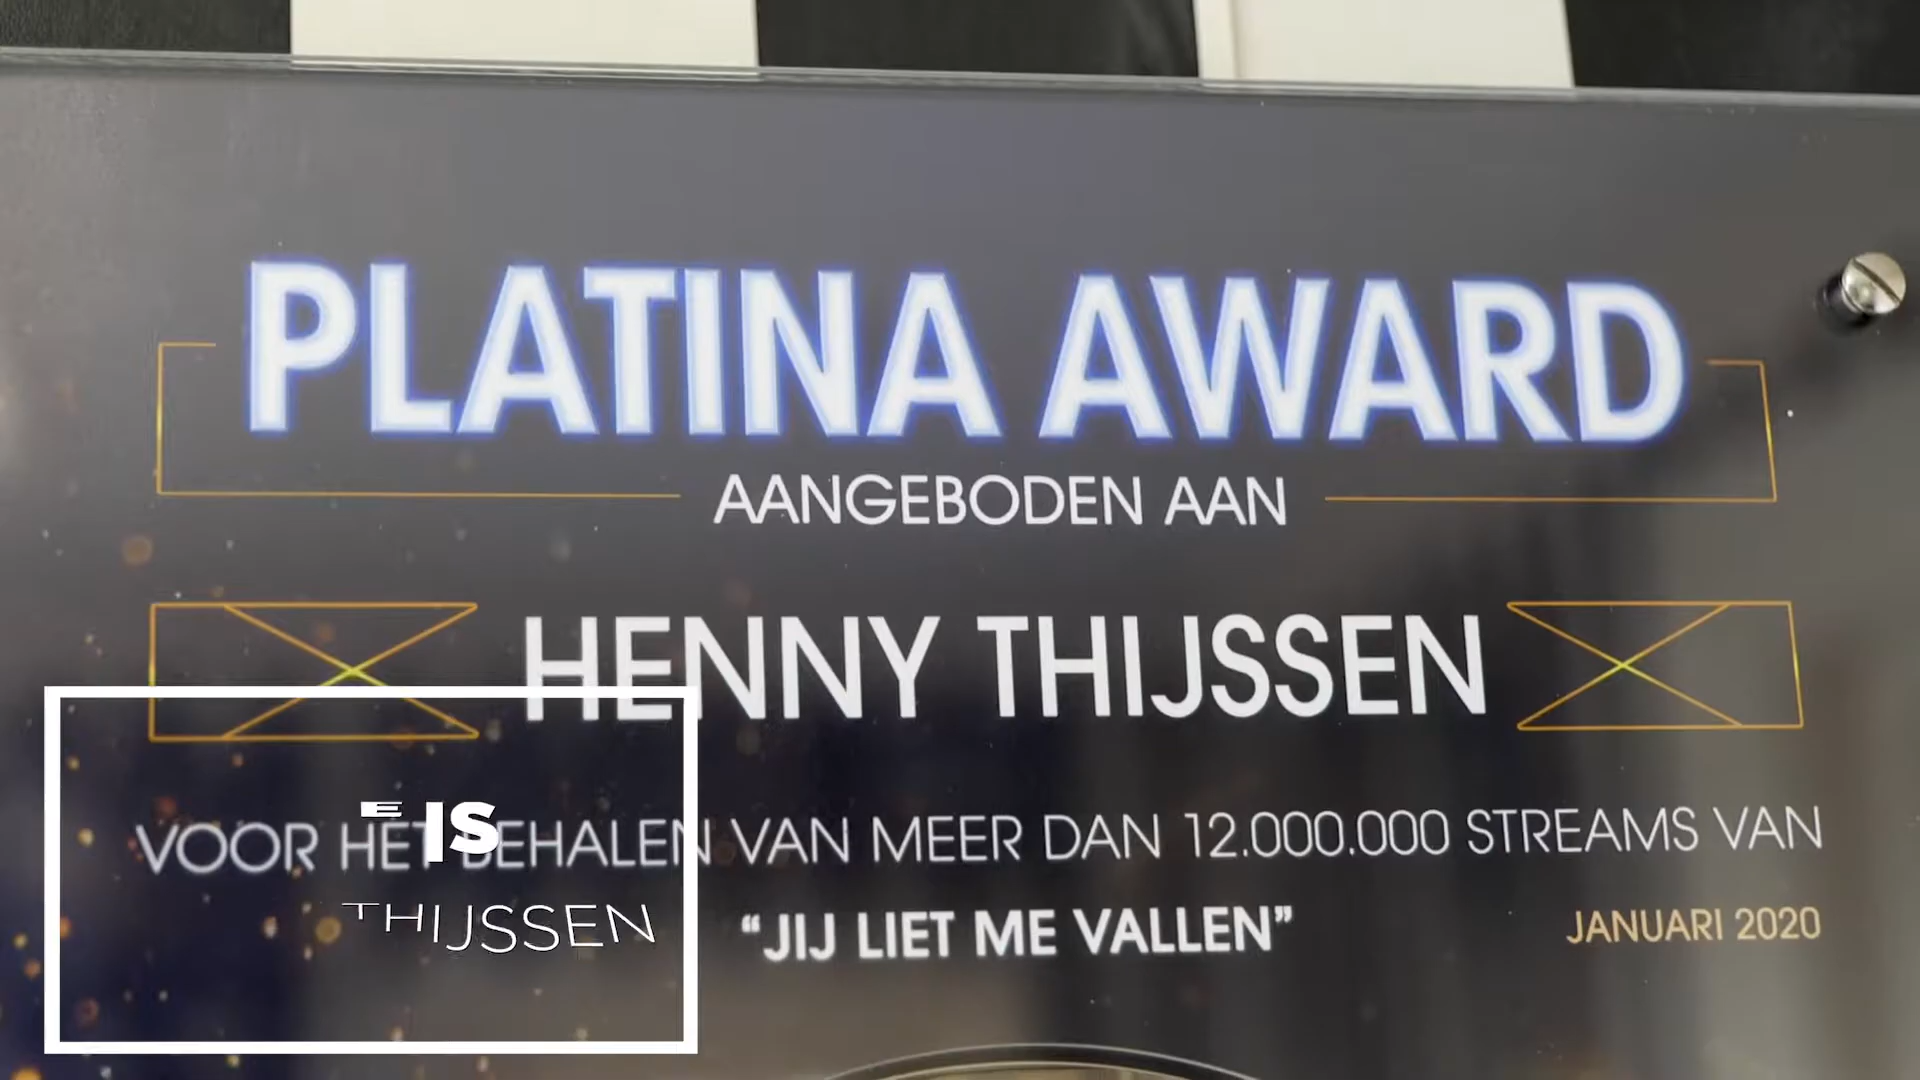 PLATINA AWARD
AANGEBODEN AAN
HENNY THIJSSEN
VOOR HET BEHALEN VAN MEER DAN 12.000.000 STREAMS VAN
"JIJ LIET ME VALLEN"
JANUARI 2020
E IS
THIJSSEN